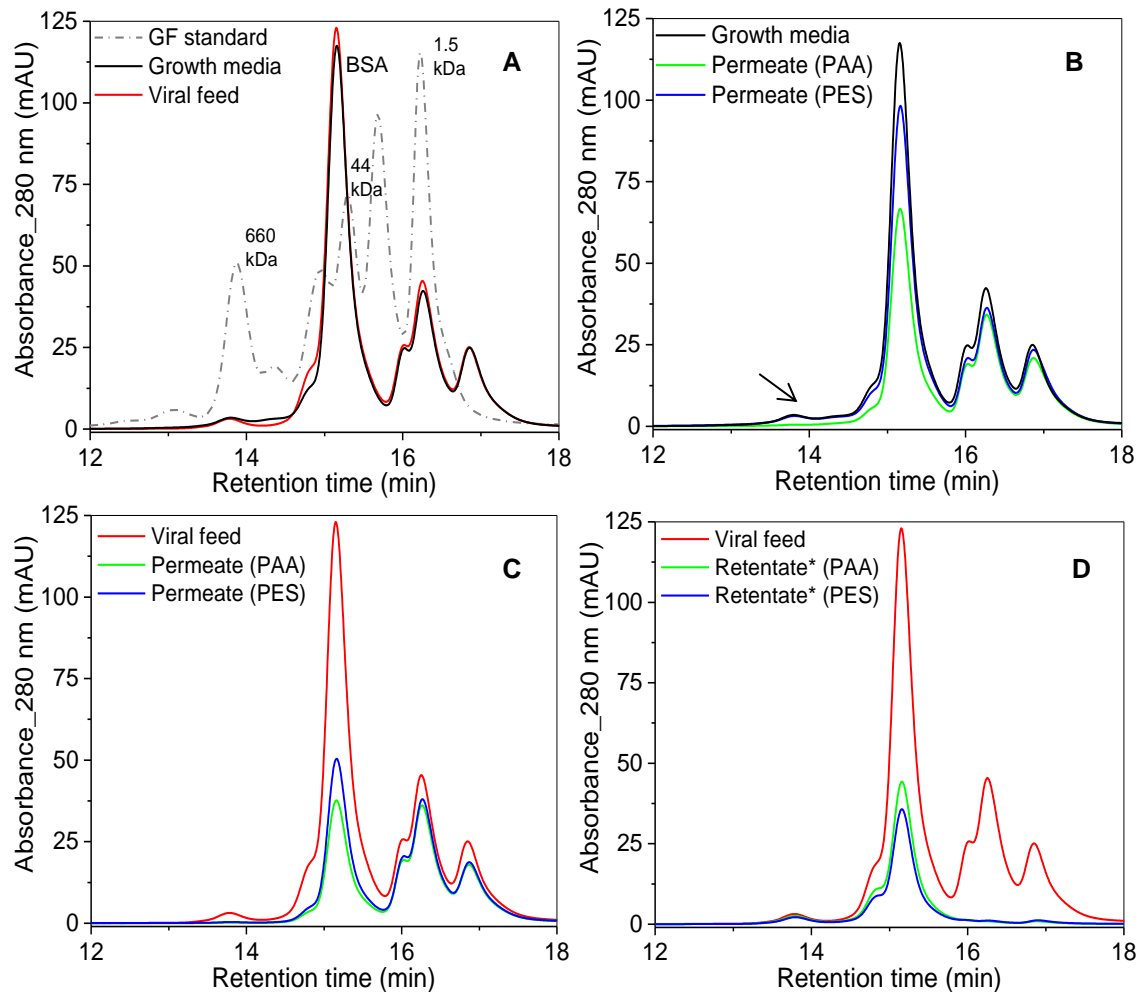 GF standard
Growth media
Viral feed
BSA
660
kDa
44
kDa
1.5
kDa
A
125
100
75
50
25
0
12
14
16
18
Absorbance_280 nm (mAU)
Retention time (min)
Growth media
Permeate (PAA)
Permeate (PES)
B
125
100
75
50
25
0
12
14
16
18
Absorbance_280 nm (mAU)
Retention time (min)
Viral feed
Permeate (PAA)
Permeate (PES)
C
125
100
75
50
25
0
12
14
16
18
Absorbance_280 nm (mAU)
Retention time (min)
Viral feed
Retentate* (PAA)
Retentate* (PES)
D
125
100
75
50
25
0
12
14
16
18
Absorbance_280 nm (mAU)
Retention time (min)